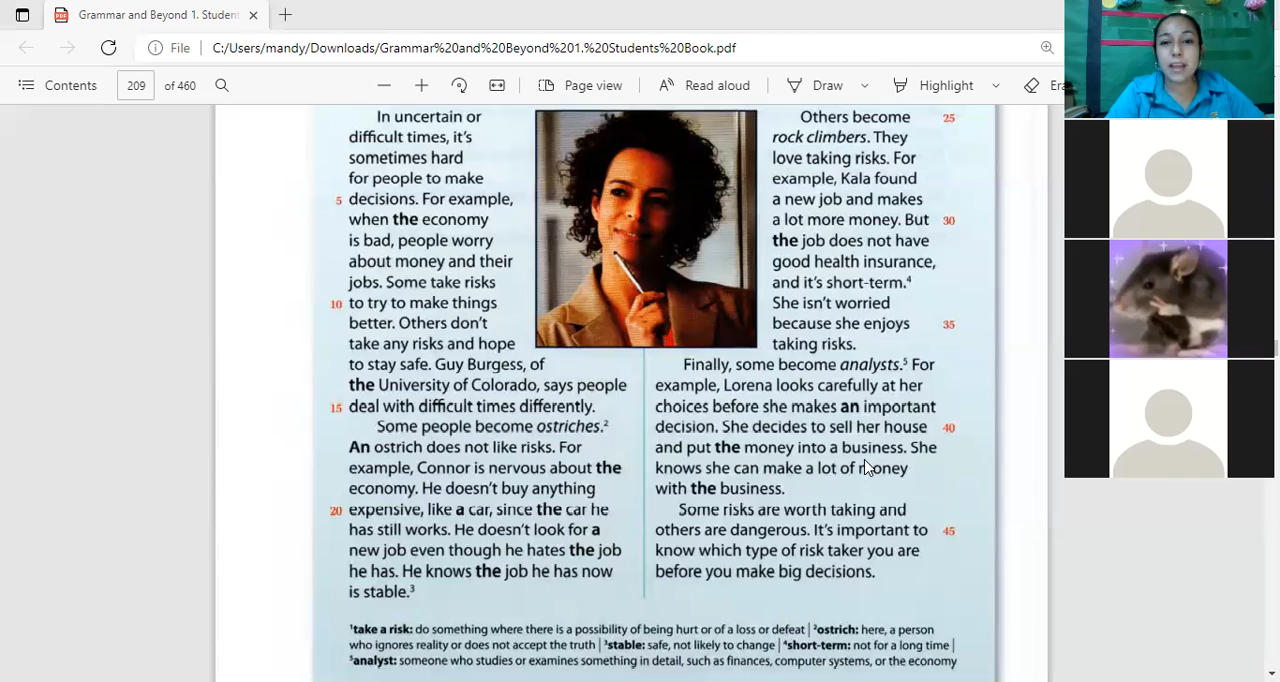 Grammar and Beyond 1. Student
File
C:/Users/mandy/Downloads/Grammar%20and%20Beyond%201.%20Students%20Book.pdf
Contents
209
of 460
Page view
Read aloud
Draw
Highlight
Era
In uncertain or
difficult times, it's
sometimes hard
for people to make
5 decisions. For example,
when the economy
is bad, people worry
about money and their
jobs. Some take risks
10 to try to make things
better. Others don't
take any risks and hope
to stay safe. Guy Burgess, of
the University of Colorado, says people
15 deal with difficult times differently.
Some people become ostriches.²
An ostrich does not like risks. For
example, Connor is nervous about the
economy. He doesn't buy anything
20 expensive, like a car, since the car he
has still works. He doesn't look for a
new job even though he hates the job
he has. He knows the job he has now
is stable.³
Others become 25
rock climbers. They
love taking risks. For
example, Kala found
a new job and makes
a lot more money. But 30
the job does not have
good health insurance,
and it's short-term.⁴
She isn't worried
because she enjoys 35
taking risks.
Finally, some become analysts.⁵ For
example, Lorena looks carefully at her
choices before she makes an important
decision. She decides to sell her house 40
and put the money into a business. She
knows she can make a lot of money
with the business.
Some risks are worth taking and
others are dangerous. It's important to 45
know which type of risk taker you are
before you make big decisions.
¹take a risk: do something where there is a possibility of being hurt or of a loss or defeat | ²ostrich: here, a person
who ignores reality or does not accept the truth | ³stable: safe, not likely to change | ⁴short-term: not for a long time |
⁵analyst: someone who studies or examines something in detail, such as finances, computer systems, or the economy